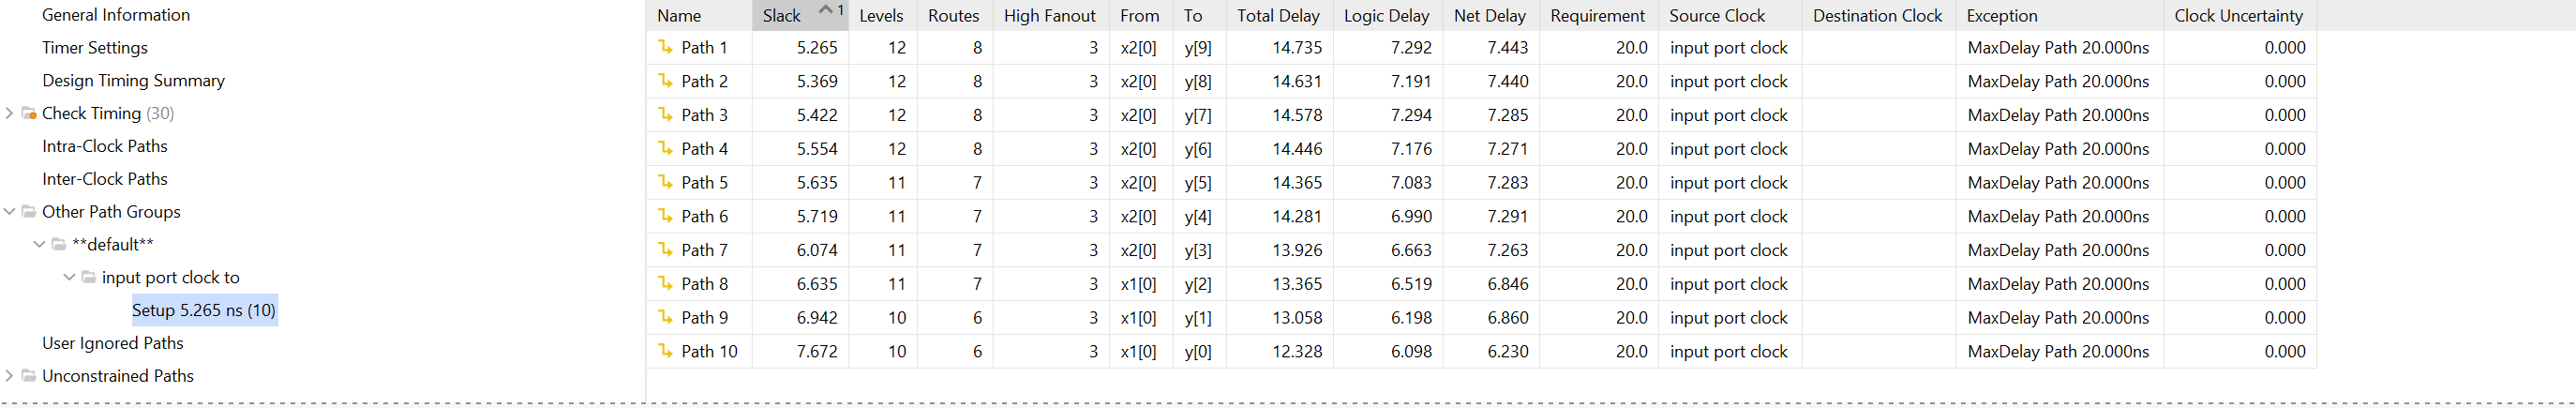 General Information
Timer Settings
Design Timing Summary
Check Timing (30)
Intra-Clock Paths
Inter-Clock Paths
Other Path Groups
**default**
input port clock to
Setup 5.265 ns (10)
User Ignored Paths
Unconstrained Paths
Name Slack 1 Levels Routes High Fanout From To Total Delay Logic Delay Net Delay Requirement Source Clock Destination Clock Exception Clock Uncertainty
Path 1 5.265 12 8 3 x2[0] y[9] 14.735 7.292 7.443 20.0 input port clock MaxDelay Path 20.000ns 0.000
Path 2 5.369 12 8 3 x2[0] y[8] 14.631 7.191 7.440 20.0 input port clock MaxDelay Path 20.000ns 0.000
Path 3 5.422 12 8 3 x2[0] y[7] 14.578 7.294 7.285 20.0 input port clock MaxDelay Path 20.000ns 0.000
Path 4 5.554 12 8 3 x2[0] y[6] 14.446 7.176 7.271 20.0 input port clock MaxDelay Path 20.000ns 0.000
Path 5 5.635 11 7 3 x2[0] y[5] 14.365 7.083 7.283 20.0 input port clock MaxDelay Path 20.000ns 0.000
Path 6 5.719 11 7 3 x2[0] y[4] 14.281 6.990 7.291 20.0 input port clock MaxDelay Path 20.000ns 0.000
Path 7 6.074 11 7 3 x2[0] y[3] 13.926 6.663 7.263 20.0 input port clock MaxDelay Path 20.000ns 0.000
Path 8 6.635 11 7 3 x1[0] y[2] 13.365 6.519 6.846 20.0 input port clock MaxDelay Path 20.000ns 0.000
Path 9 6.942 10 6 3 x1[0] y[1] 13.058 6.198 6.860 20.0 input port clock MaxDelay Path 20.000ns 0.000
Path 10 7.672 10 6 3 x1[0] y[0] 12.328 6.098 6.230 20.0 input port clock MaxDelay Path 20.000ns 0.000